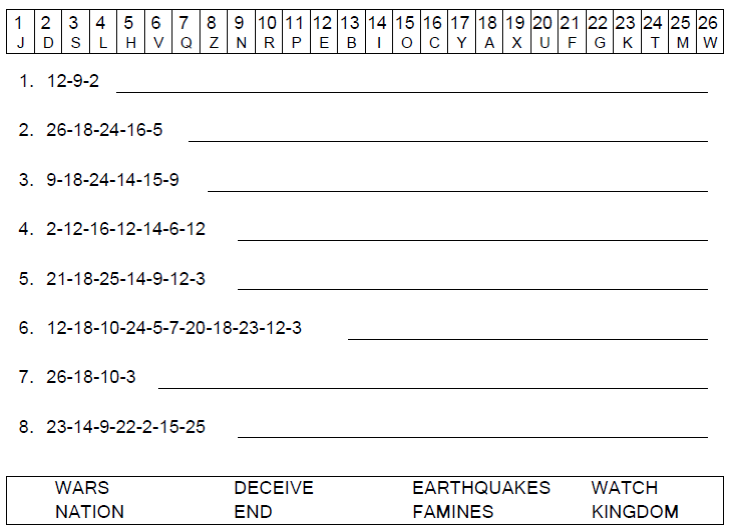 1 2 3 4 5 6 7 8 9 10 11 12 13 14 15 16 17 18 19 20 21 22 23 24 25 26
J D S L H V Q Z N R P E B I O C Y A X U F G K T M W
1. 12-9-2
2. 26-18-24-16-5
3. 9-18-24-14-15-9
4. 2-12-16-12-14-6-12
5. 21-18-25-14-9-12-3
6. 12-18-10-24-5-7-20-18-23-12-3
7. 26-18-10-3
8. 23-14-9-22-2-15-25
WARS DECEIVE EARTHQUAKES WATCH
NATION END FAMINES KINGDOM